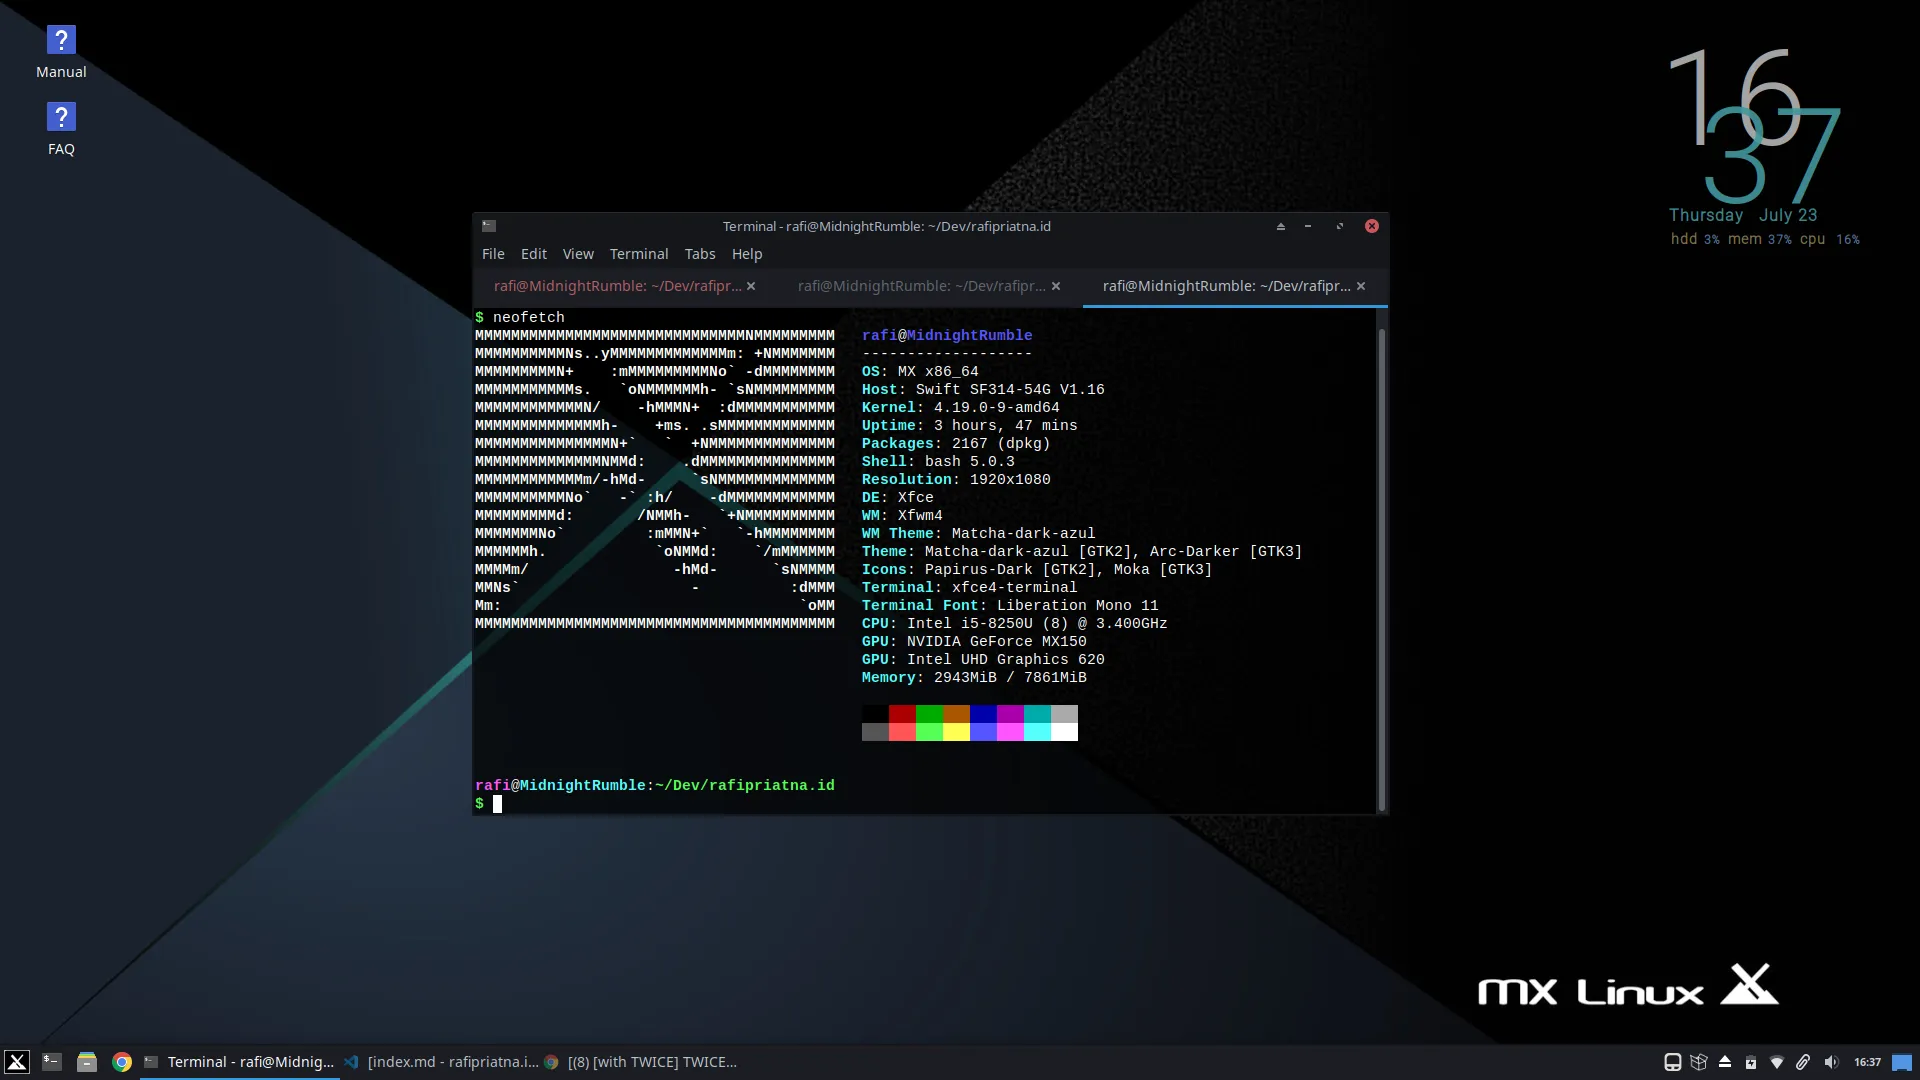 Manual
FAQ
16
37
Thursday July 23
hdd 3% mem 37% cpu 16%
Terminal - rafi@MidnightRumble: ~/Dev/rafipriatna.id
File Edit View Terminal Tabs Help
rafi@MidnightRumble: ~/Dev/rafipr... rafi@MidnightRumble: ~/Dev/rafipr... rafi@MidnightRumble: ~/Dev/rafipr...
$ neofetch
rafi@MidnightRumble
-------------------
OS: MX x86_64
Host: Swift SF314-54G V1.16
Kernel: 4.19.0-9-amd64
Uptime: 3 hours, 47 mins
Packages: 2167 (dpkg)
Shell: bash 5.0.3
Resolution: 1920x1080
DE: Xfce
WM: Xfwm4
WM Theme: Matcha-dark-azul
Theme: Matcha-dark-azul [GTK2], Arc-Darker [GTK3]
Icons: Papirus-Dark [GTK2], Moka [GTK3]
Terminal: xfce4-terminal
Terminal Font: Liberation Mono 11
CPU: Intel i5-8250U (8) @ 3.400GHz
GPU: NVIDIA GeForce MX150
GPU: Intel UHD Graphics 620
Memory: 2943MiB / 7861MiB
rafi@MidnightRumble:~/Dev/rafipriatna.id
$
MX Linux
Terminal - rafi@Midnig... [index.md - rafipriatna.i... [(8) [with TWICE] TWICE... 16:37